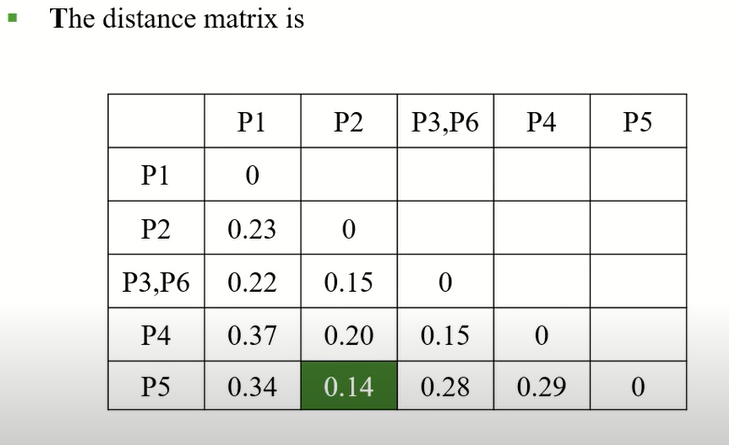 The distance matrix is
P1 P2 P3,P6 P4 P5
P1 0
P2 0.23 0
P3,P6 0.22 0.15 0
P4 0.37 0.20 0.15 0
P5 0.34 0.14 0.28 0.29 0